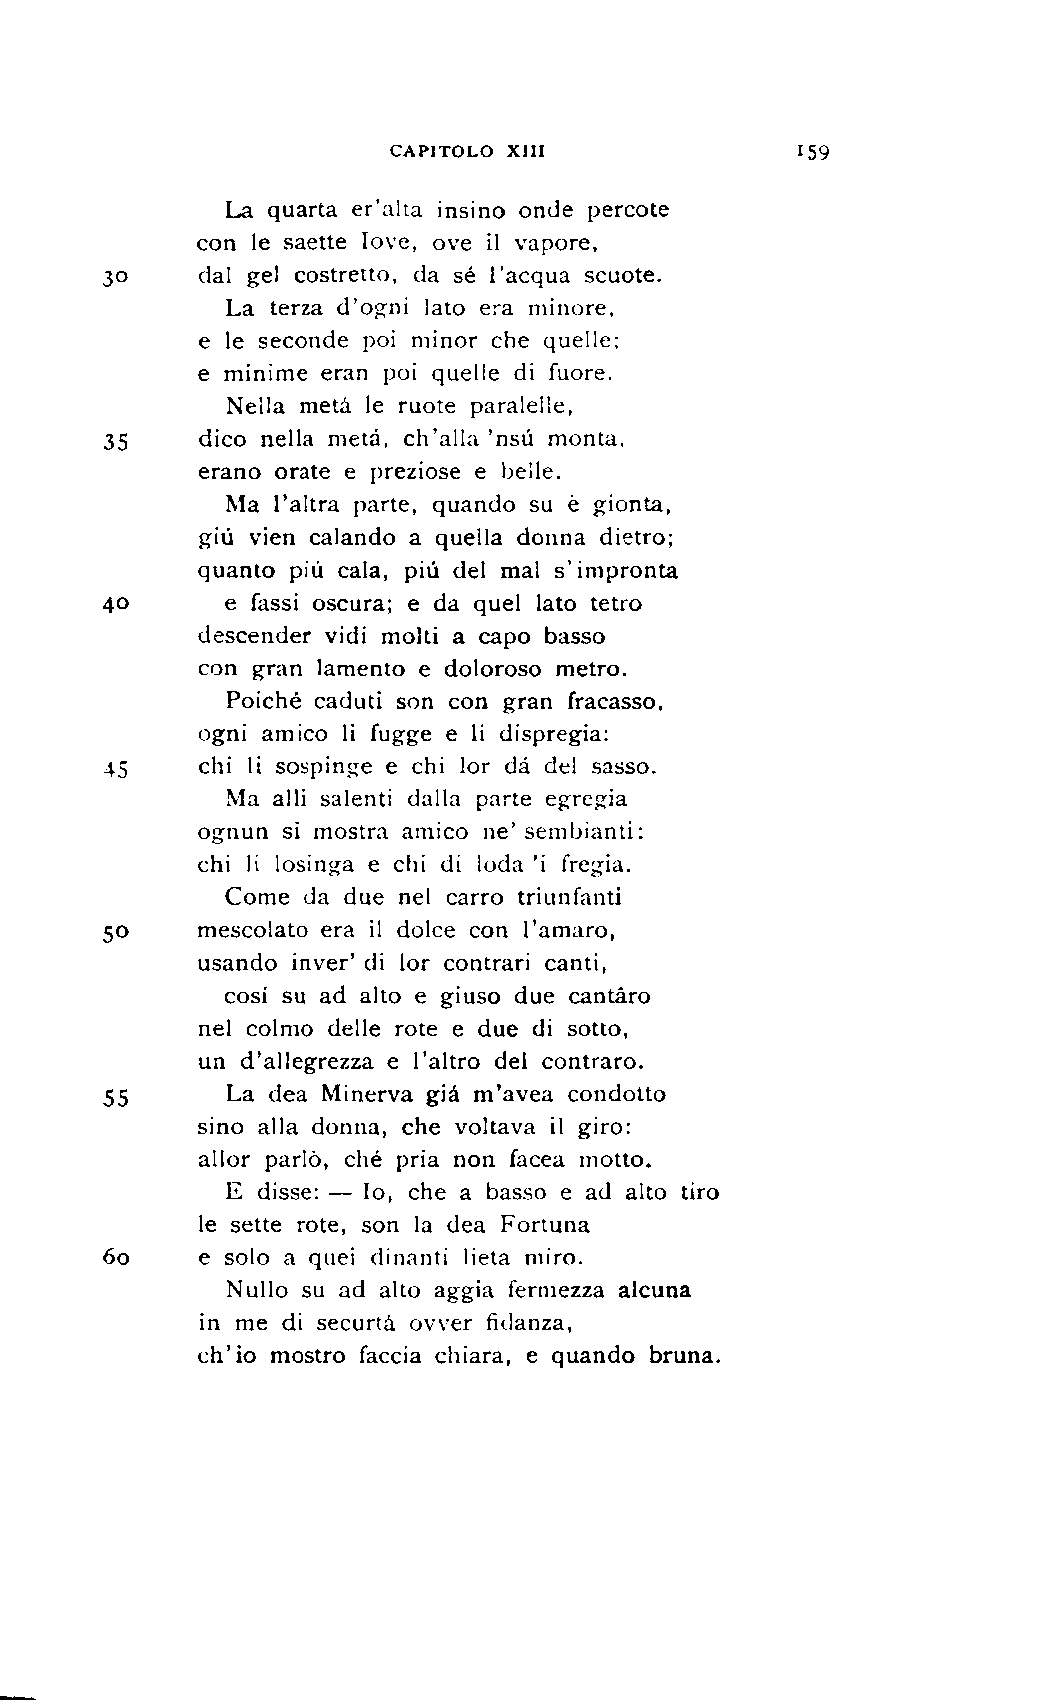 CAPITOLO XIII 159
La quarta er'alta insino onde percote
con le saette Iove, ove il vapore,
30 dal gel costretto, da sé l'acqua scuote.
La terza d'ogni lato era minore,
e le seconde poi minor che quelle;
e minime eran poi quelle di fuore.
Nella metá le ruote paralelle,
35 dico nella metá, ch'alla 'nsú monta,
erano orate e preziose e belle.
Ma l'altra parte, quando su è gionta,
giú vien calando a quella donna dietro;
quanto piú cala, piú del mal s'impronta
40 e fassi oscura; e da quel lato tetro
descender vidi molti a capo basso
con gran lamento e doloroso metro.
Poiché caduti son con gran fracasso,
ogni amico li fugge e li dispregia:
45 chi li sospinge e chi lor dá del sasso.
Ma alli salenti dalla parte egregia
ognun si mostra amico ne' sembianti:
chi li losinga e chi di loda 'i fregia.
Come da due nel carro triunfanti
50 mescolato era il dolce con l'amaro,
usando inver' di lor contrari canti,
cosí su ad alto e giuso due cantâro
nel colmo delle rote e due di sotto,
un d'allegrezza e l'altro del contraro.
55 La dea Minerva giá m'avea condotto
sino alla donna, che voltava il giro:
allor parlò, ché pria non facea motto.
E disse: — Io, che a basso e ad alto tiro
le sette rote, son la dea Fortuna
60 e solo a quei dinanti lieta miro.
Nullo su ad alto aggia fermezza alcuna
in me di securtá ovver fidanza,
ch'io mostro faccia chiara, e quando bruna.